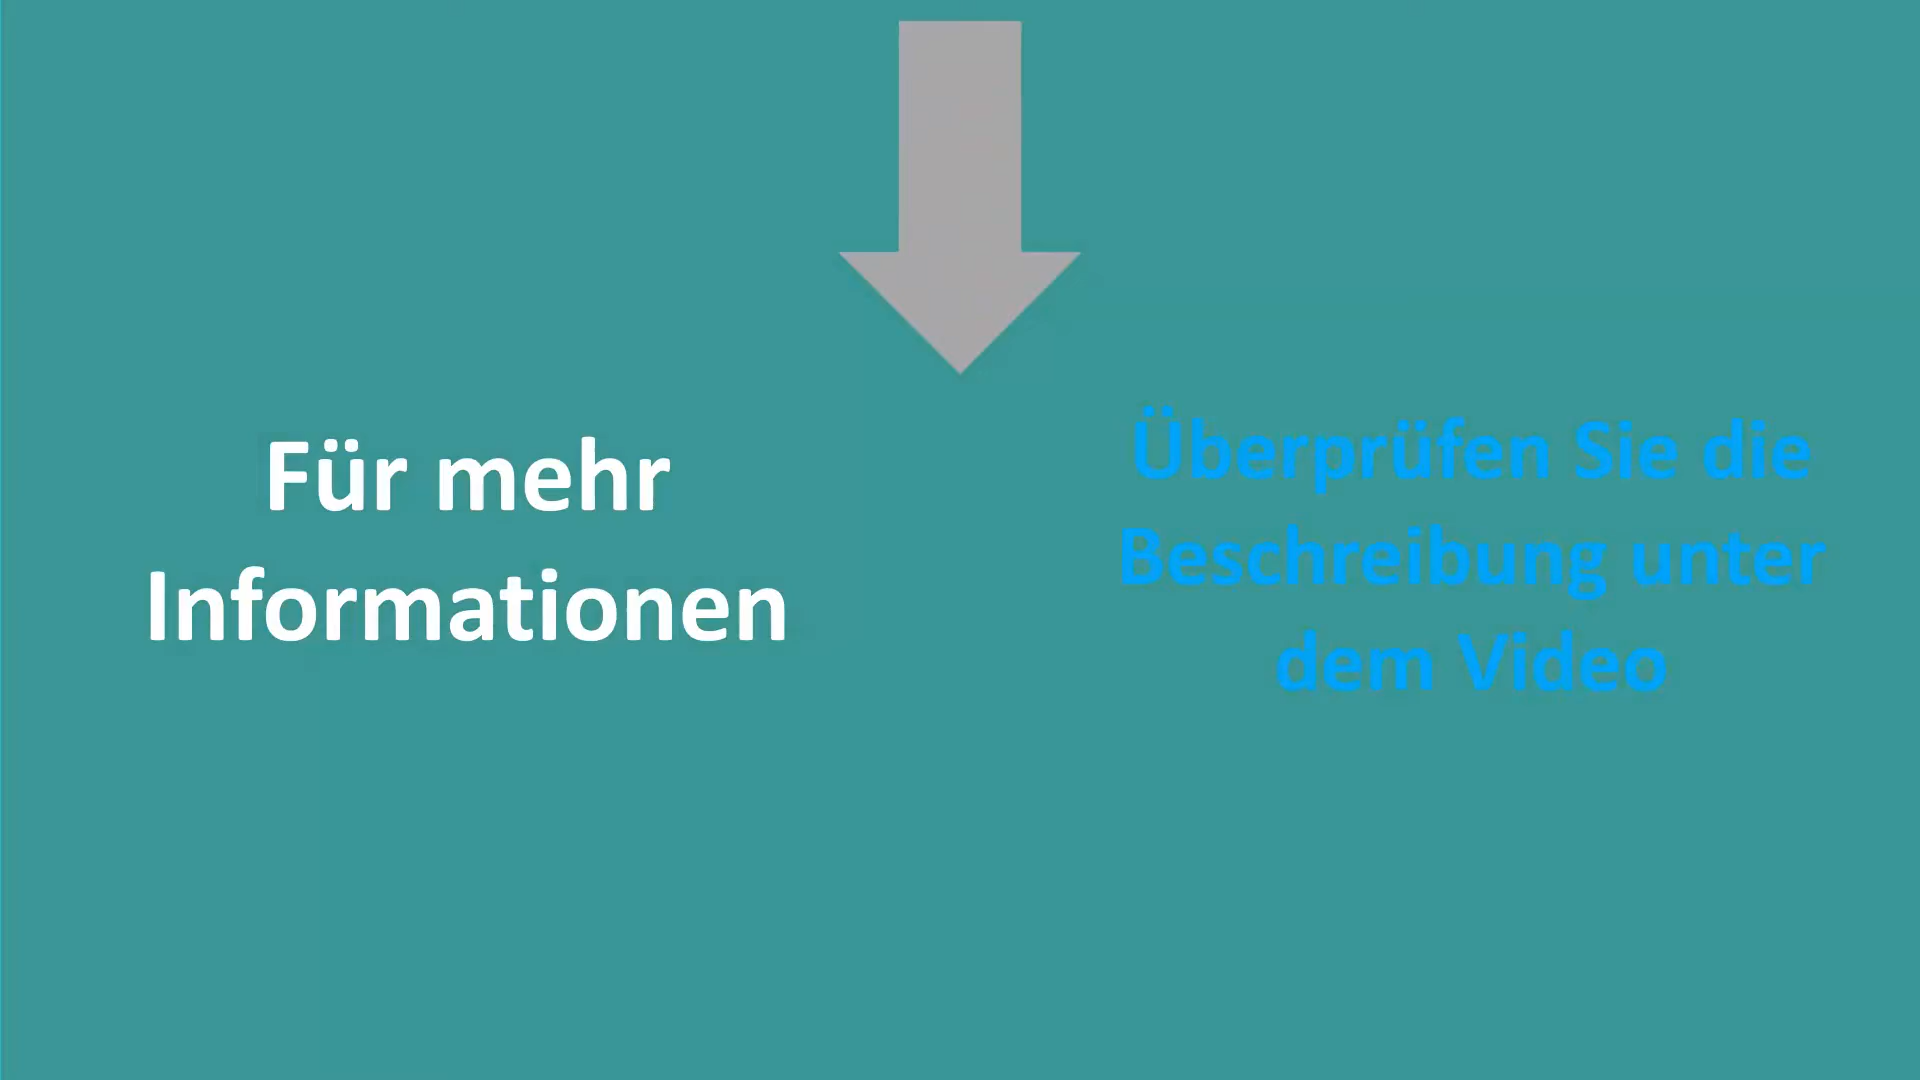 Für mehr
Informationen
Überprüfen Sie die
Beschreibung unter
dem Video